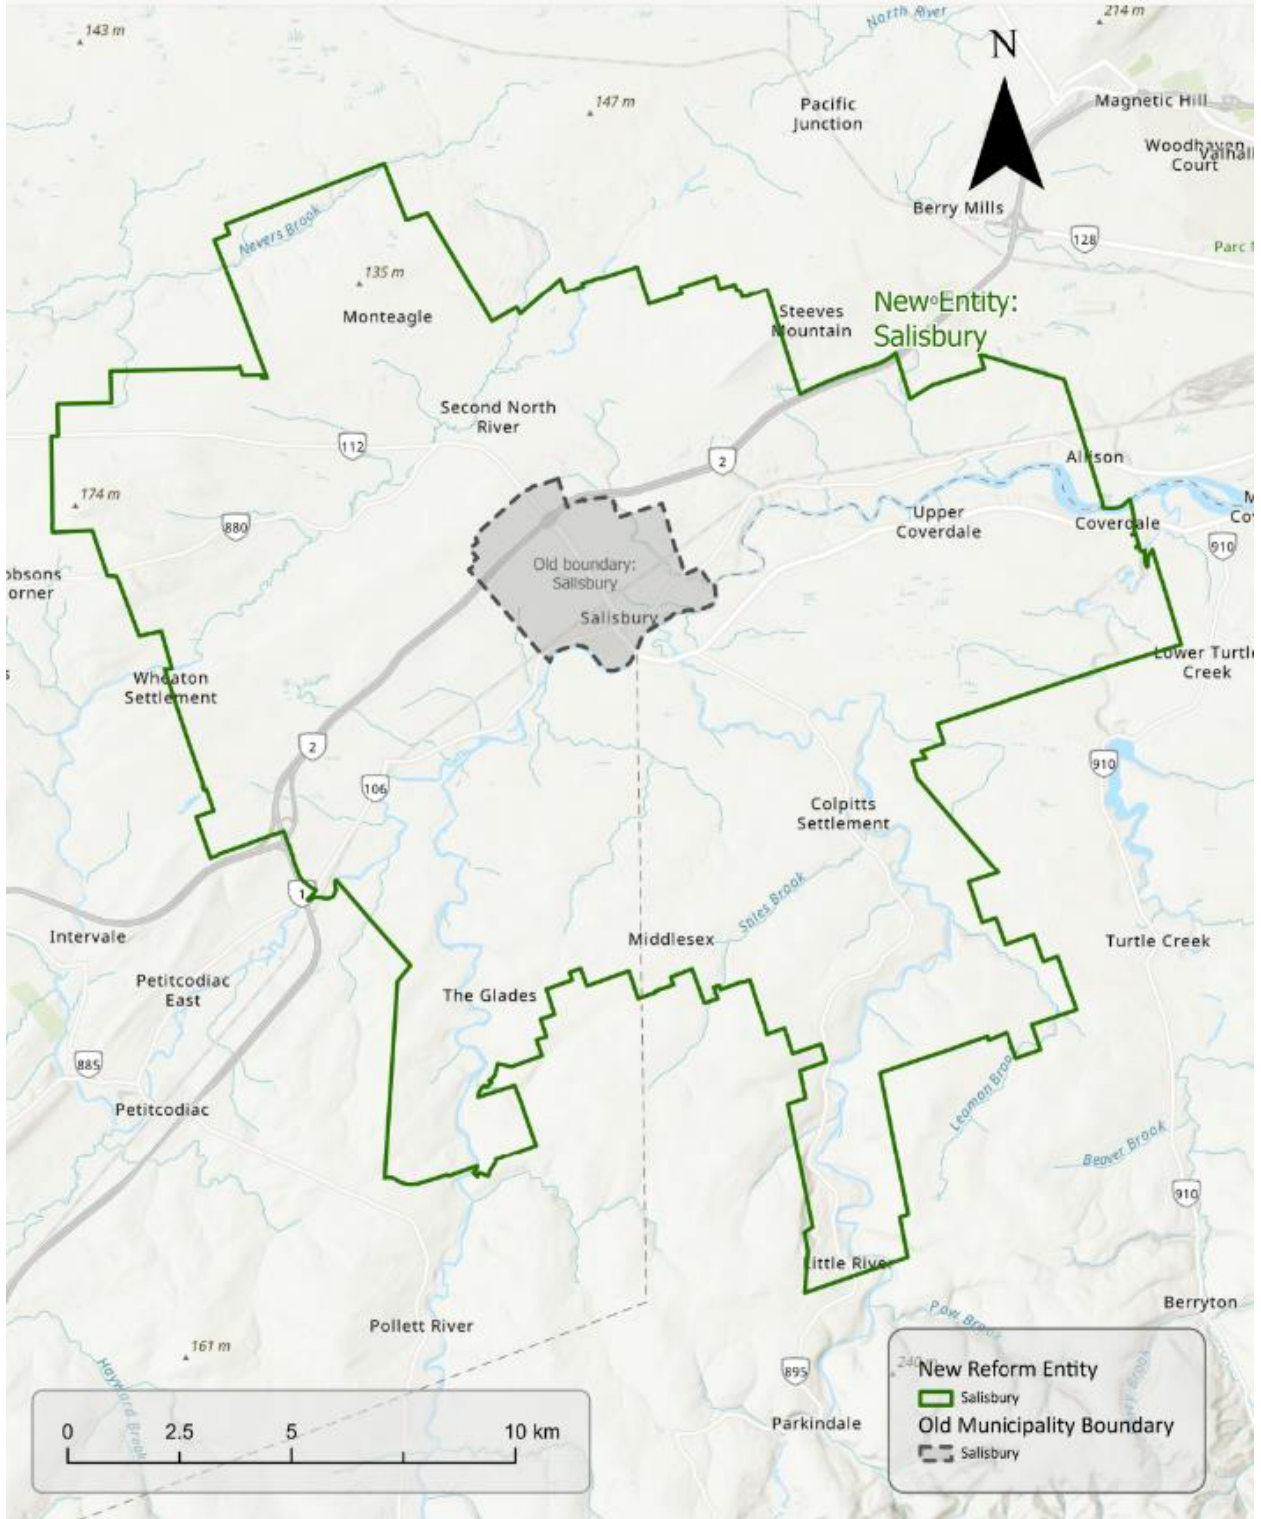 143 m
North River
214 m
N
147 m
Pacific
Junction
Magnetic Hill
Woodhaven
Court
Berry Mills
128
Parc
Nevers Brook
135 m
Monteagle
Steeves
Mountain
New Entity:
Salisbury
Second North
River
112
2
Allison
174 m
880
Upper
Coverdale
Coverdale
910
Old boundary:
Salisbury
Salisbury
Wheaton
Settlement
Lower Turtle
Creek
2
106
910
Colpitts
Settlement
1
Stiles Brook
Intervale
Middlesex
Turtle Creek
Petitcodiac
East
The Glades
885
Petitcodiac
Leaman Broo
Beaver Brook
910
Little River
Pollett River
Berryton
161 m
Hayward Brook
895
Parkindale
240
New Reform Entity
Salisbury
Old Municipality Boundary
Salisbury
0 2.5 5 10 km